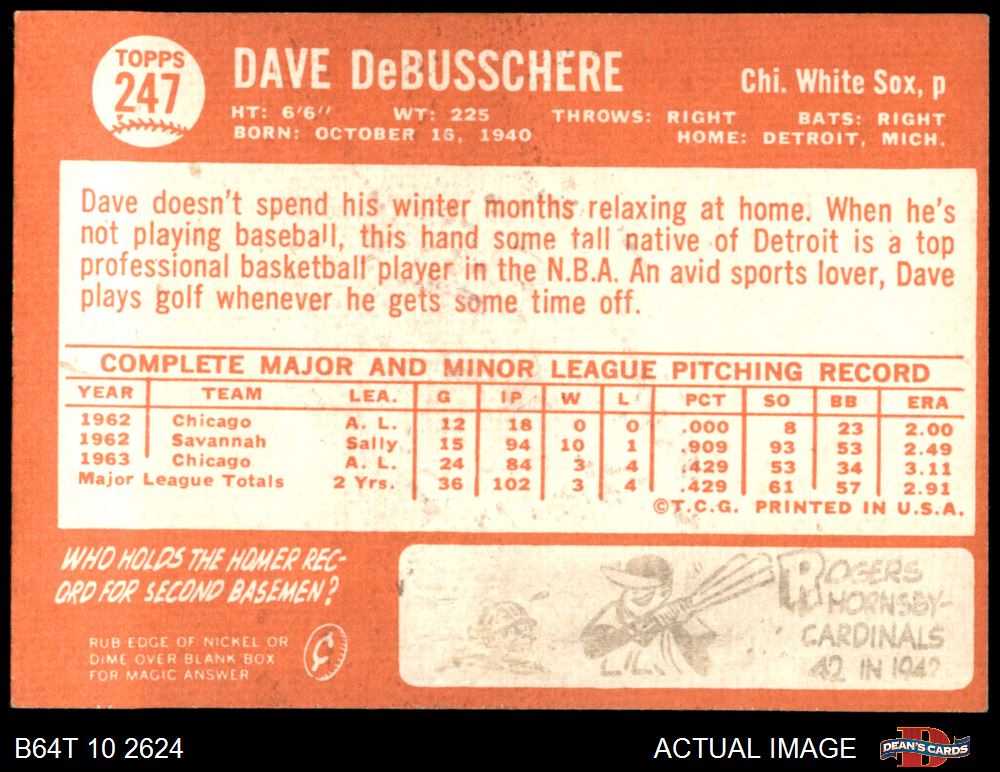 TOPPS
247
DAVE DeBUSSCHERE
Chi. White Sox, p
HT: 6'6" WT: 225 THROWS: RIGHT BATS: RIGHT
BORN: OCTOBER 16, 1940 HOME: DETROIT, MICH.
Dave doesn't spend his winter months relaxing at home. When he's
not playing baseball, this hand some tall native of Detroit is a top
professional basketball player in the N.B.A. An avid sports lover, Dave
plays golf whenever he gets some time off.
COMPLETE MAJOR AND MINOR LEAGUE PITCHING RECORD
YEAR TEAM LEA. G IP W L PCT SO BB ERA
1962 Chicago A. L. 12 18 0 0 .000 8 23 2.00
1962 Savannah Sally 15 94 10 1 .909 93 53 2.49
1963 Chicago A. L. 24 84 3 4 .429 53 34 3.11
Major League Totals 2 Yrs. 36 102 3 4 .429 61 57 2.91
©T.C.G. PRINTED IN U.S.A.
WHO HOLDS THE HOMER REC-
ORD FOR SECOND BASEMEN?
RUB EDGE OF NICKEL OR
DIME OVER BLANK BOX
FOR MAGIC ANSWER
¢
ROGERS
HORNSBY-
CARDINALS
42 IN 1942
B64T 10 2624
ACTUAL IMAGE
DEAN'S CARDS